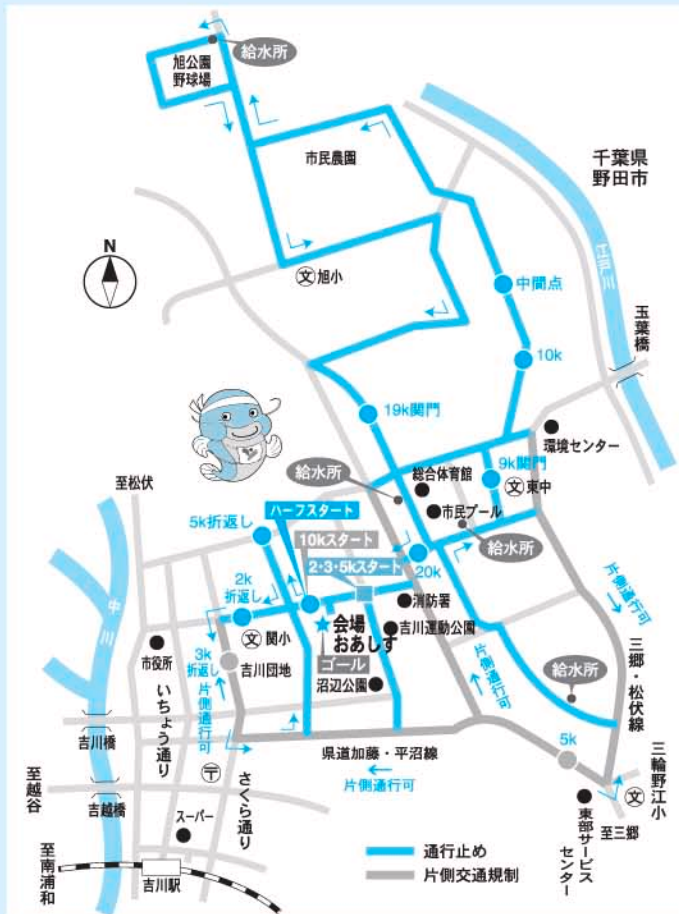 給水所
旭公園
野球場
市民農園
千葉県
野田市
江戸川
N
文
旭小
中間点
玉葉橋
10k
19k関門
環境センター
給水所
総合体育館
9k関門
文
東中
至松伏
市民プール
5k折返し
ハーフスタート
10kスタート
2・3・5kスタート
20k
給水所
片側通行可
中川
2k
折返し
消防署
会場
おあしす
吉川運動公園
文
関小
市役所
3k
折返し
吉川団地
ゴール
沼辺公園
片側通行可
給水所
三郷・松伏線
いちょう通り
片側通行可
吉川橋
県道加藤・平沼線
片側通行可
5k
至越谷
吉越橋
〒
さくら通り
三輪野江小
文
至三郷
東部サービス
センター
スーパー
至南浦和
吉川駅
通行止め
片側交通規制